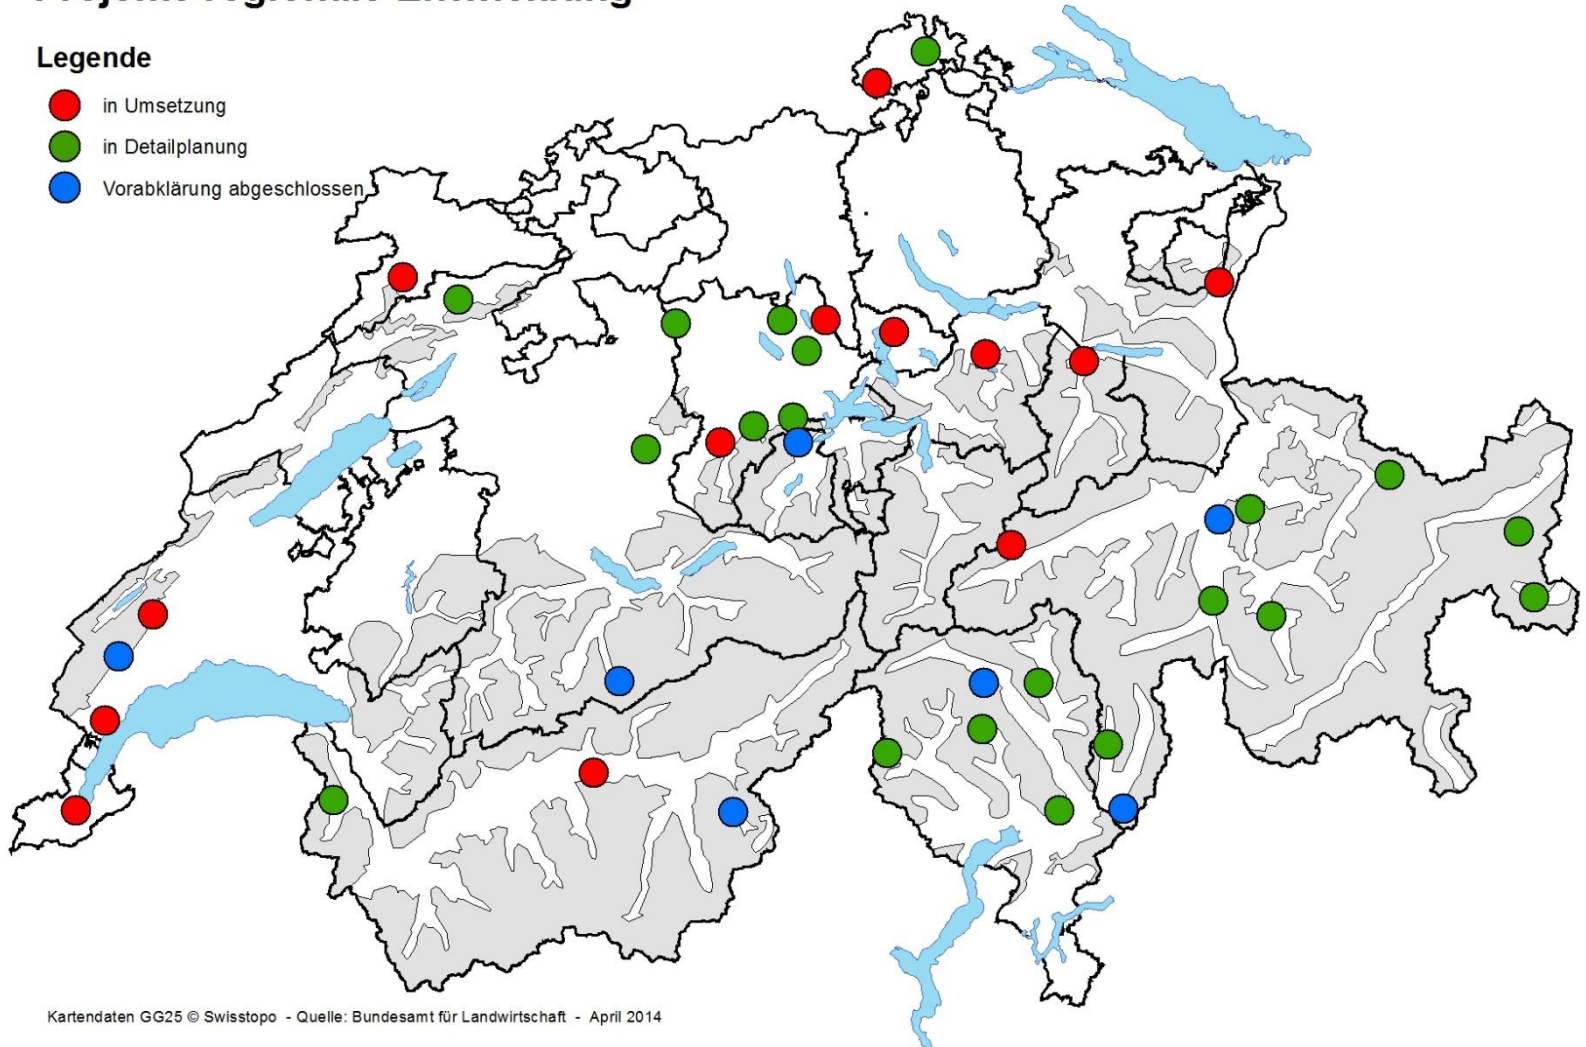 Legende
in Umsetzung
in Detailplanung
Vorabklärung abgeschlossen
Kartendaten GG25 © Swisstopo - Quelle: Bundesamt für Landwirtschaft - April 2014